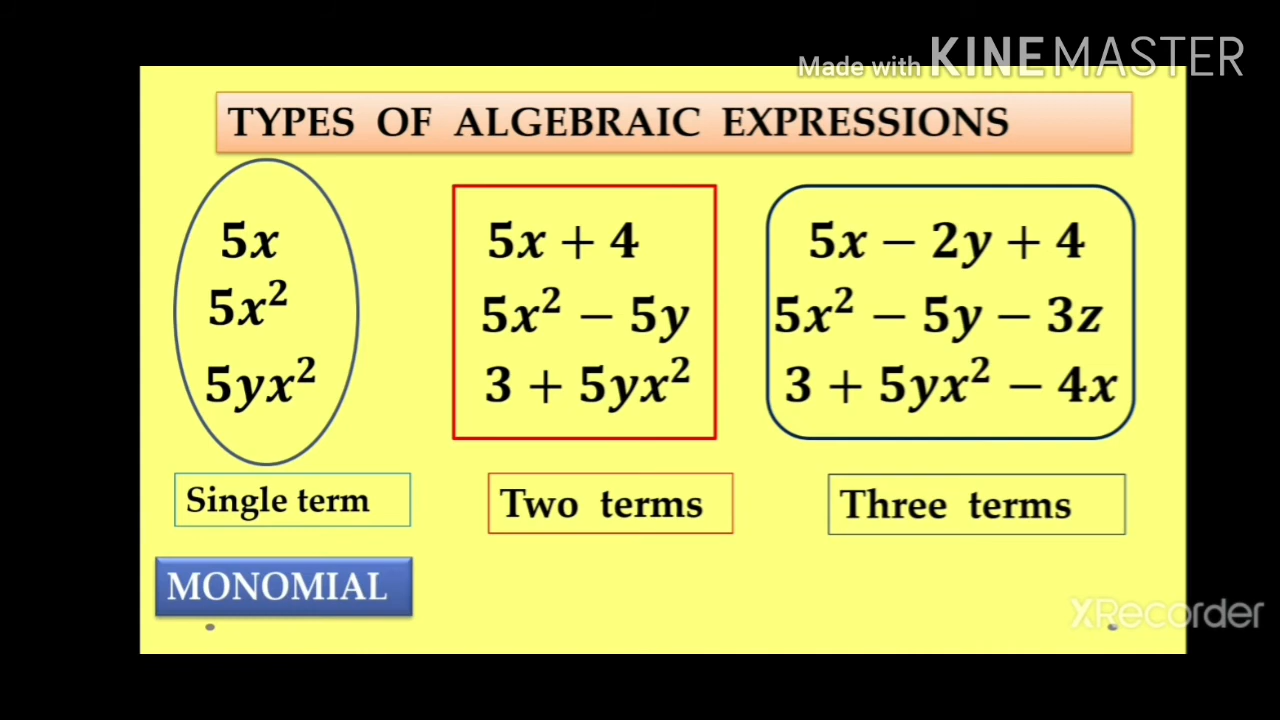 Made with KINEMASTER
TYPES OF ALGEBRAIC EXPRESSIONS
5x
5x²
5yx²
Single term
MONOMIAL
5x + 4
5x² − 5y
3 + 5yx²
Two terms
5x − 2y + 4
5x² − 5y − 3z
3 + 5yx² − 4x
Three terms
XRecorder